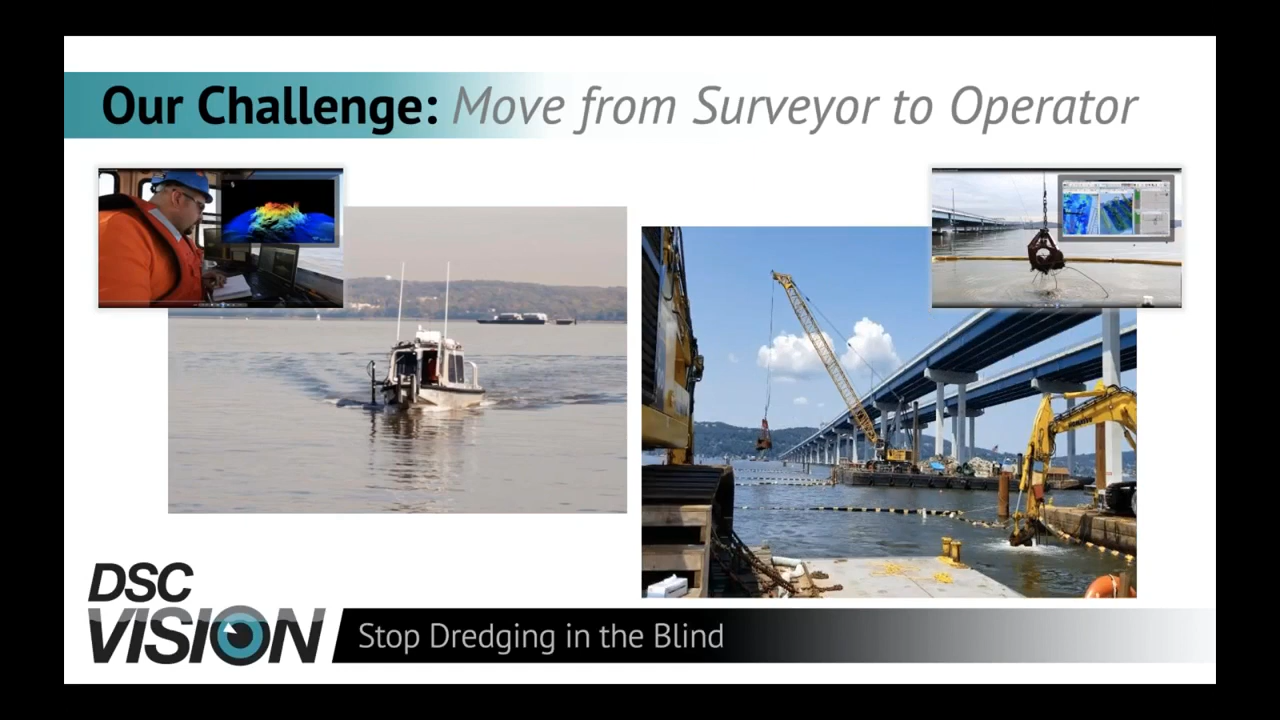 Our Challenge: Move from Surveyor to Operator
DSC
VISION
Stop Dredging in the Blind